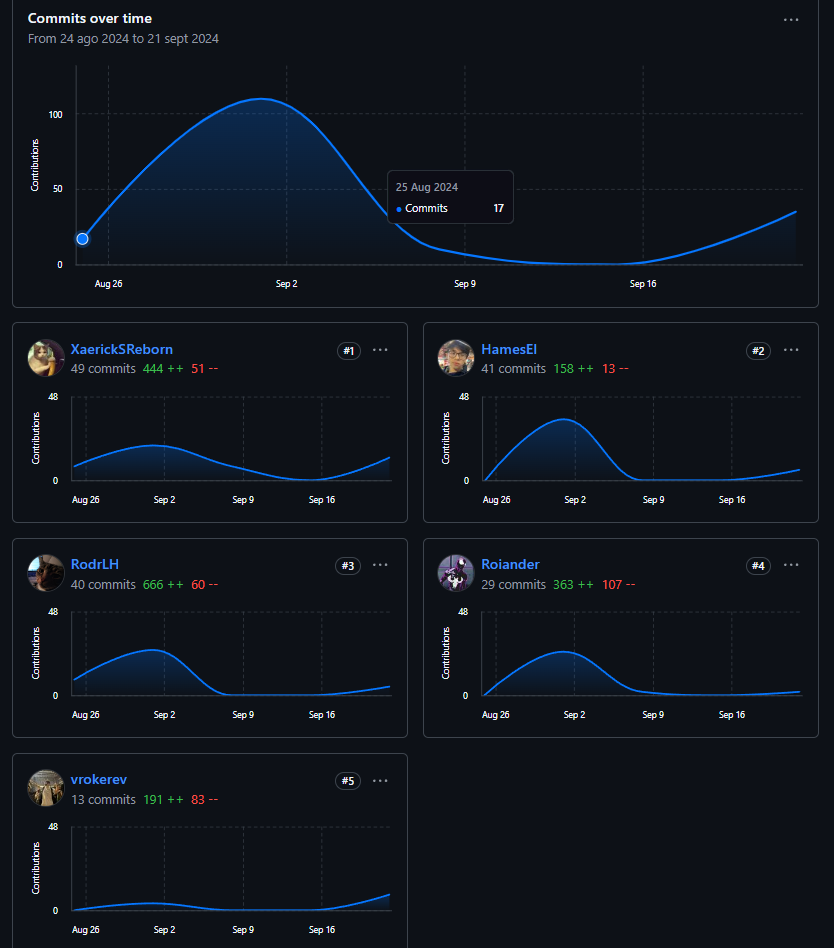 Commits over time
From 24 ago 2024 to 21 sept 2024
100
50
0
Contributions
25 Aug 2024
Commits 17
Aug 26 Sep 2 Sep 9 Sep 16
XaerickSReborn #1
49 commits 444 ++ 51 --
48
0
Contributions
Aug 26 Sep 2 Sep 9 Sep 16
HamesEl #2
41 commits 158 ++ 13 --
48
0
Contributions
Aug 26 Sep 2 Sep 9 Sep 16
RodrLH #3
40 commits 666 ++ 60 --
48
0
Contributions
Aug 26 Sep 2 Sep 9 Sep 16
Roiander #4
29 commits 363 ++ 107 --
48
0
Contributions
Aug 26 Sep 2 Sep 9 Sep 16
vrokerev #5
13 commits 191 ++ 83 --
48
0
Contributions
Aug 26 Sep 2 Sep 9 Sep 16